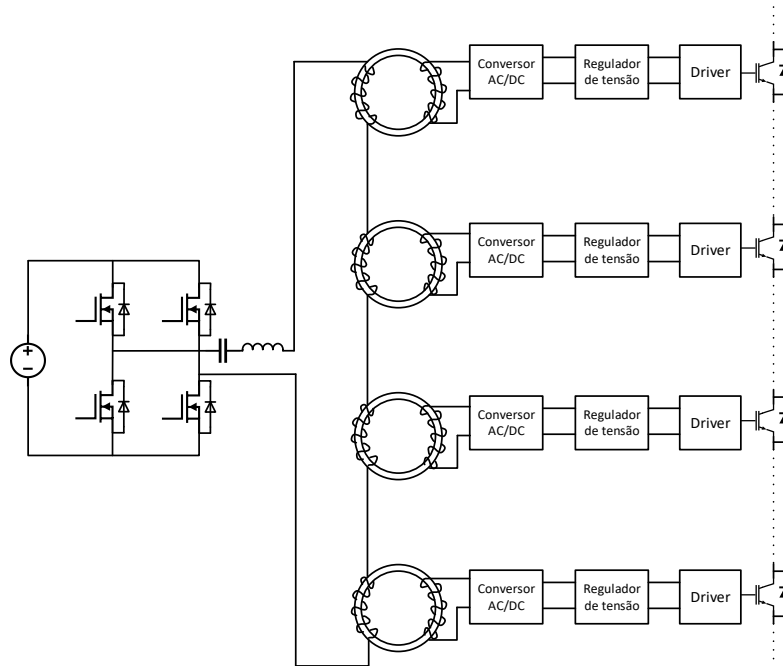 Conversor
AC/DC
Regulador
de tensão
Driver
Conversor
AC/DC
Regulador
de tensão
Driver
Conversor
AC/DC
Regulador
de tensão
Driver
Conversor
AC/DC
Regulador
de tensão
Driver